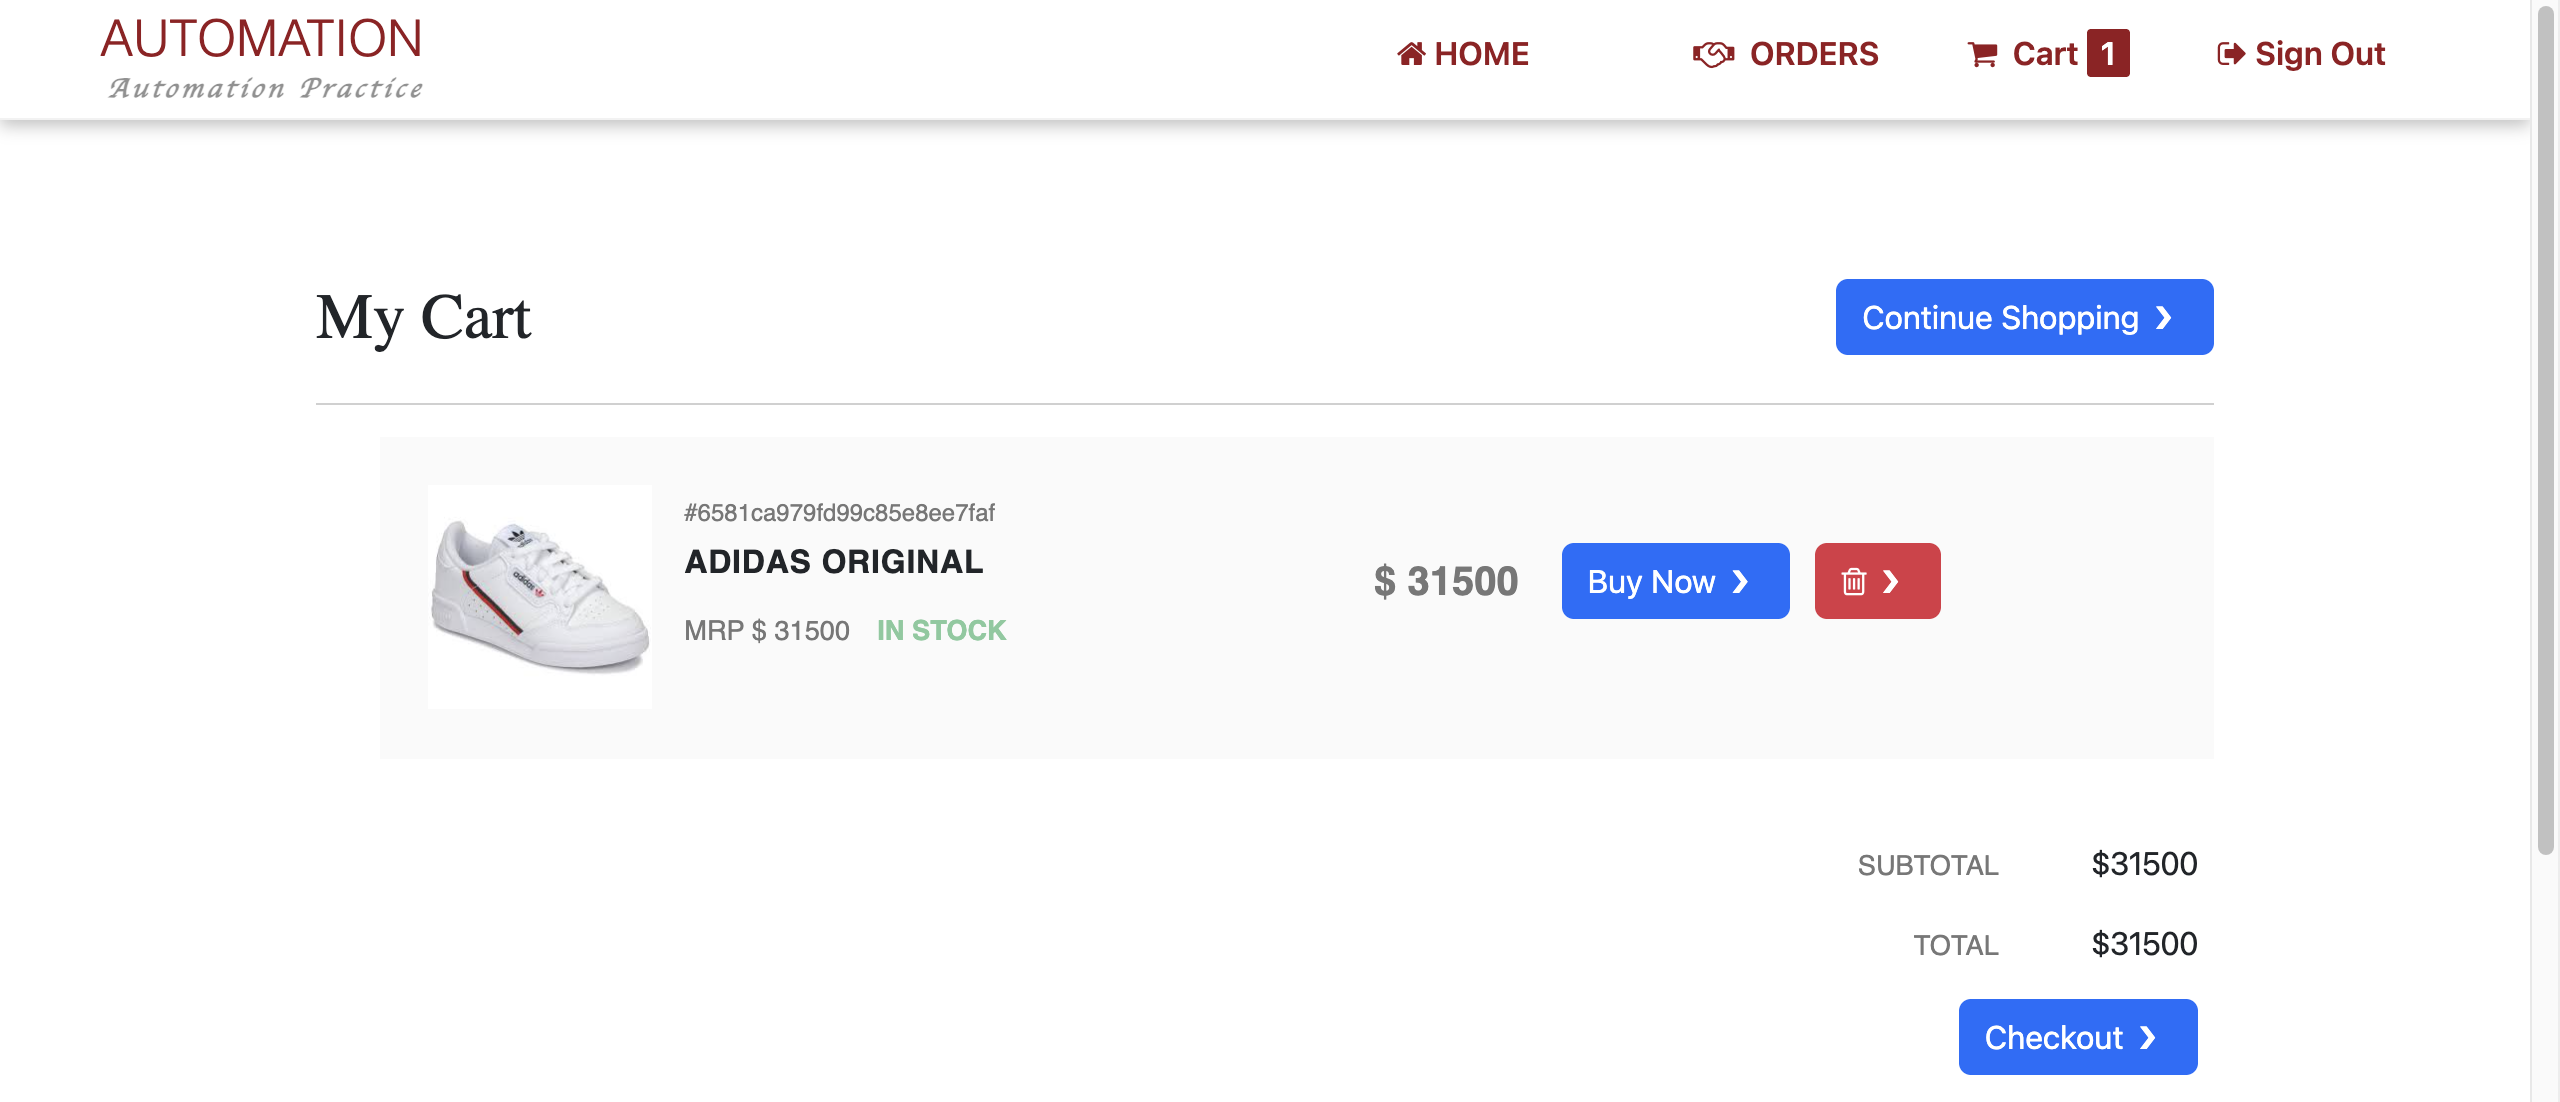 AUTOMATION
Automation Practice
HOME
ORDERS
Cart 1
Sign Out
My Cart
Continue Shopping ❯
#6581ca979fd99c85e8ee7faf
ADIDAS ORIGINAL
MRP $ 31500 IN STOCK
$ 31500
Buy Now ❯
❯
adidas
SUBTOTAL $31500
TOTAL $31500
Checkout ❯